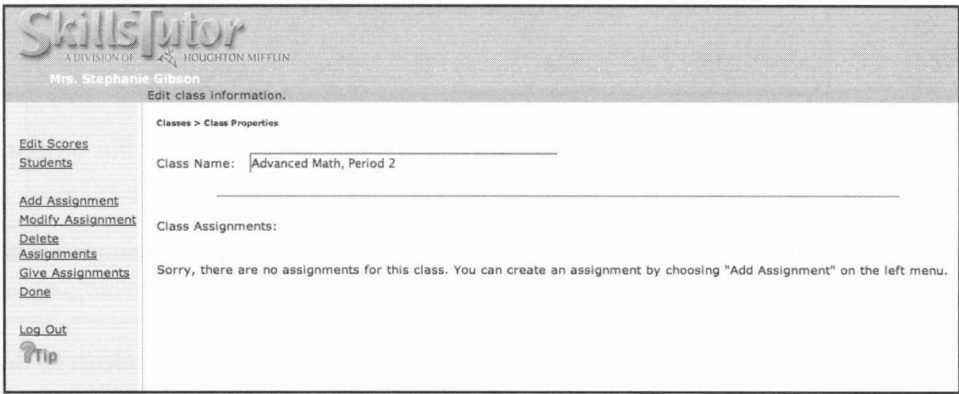 SkillsTutor
A DIVISION OF HOUGHTON MIFFLIN
Mrs. Stephanie Gibson
Edit class information.
Classes > Class Properties
Edit Scores
Students
Class Name: Advanced Math, Period 2
Add Assignment
Modify Assignment
Delete
Assignments
Give Assignments
Done
Class Assignments:
Sorry, there are no assignments for this class. You can create an assignment by choosing "Add Assignment" on the left menu.
Log Out
?Tip